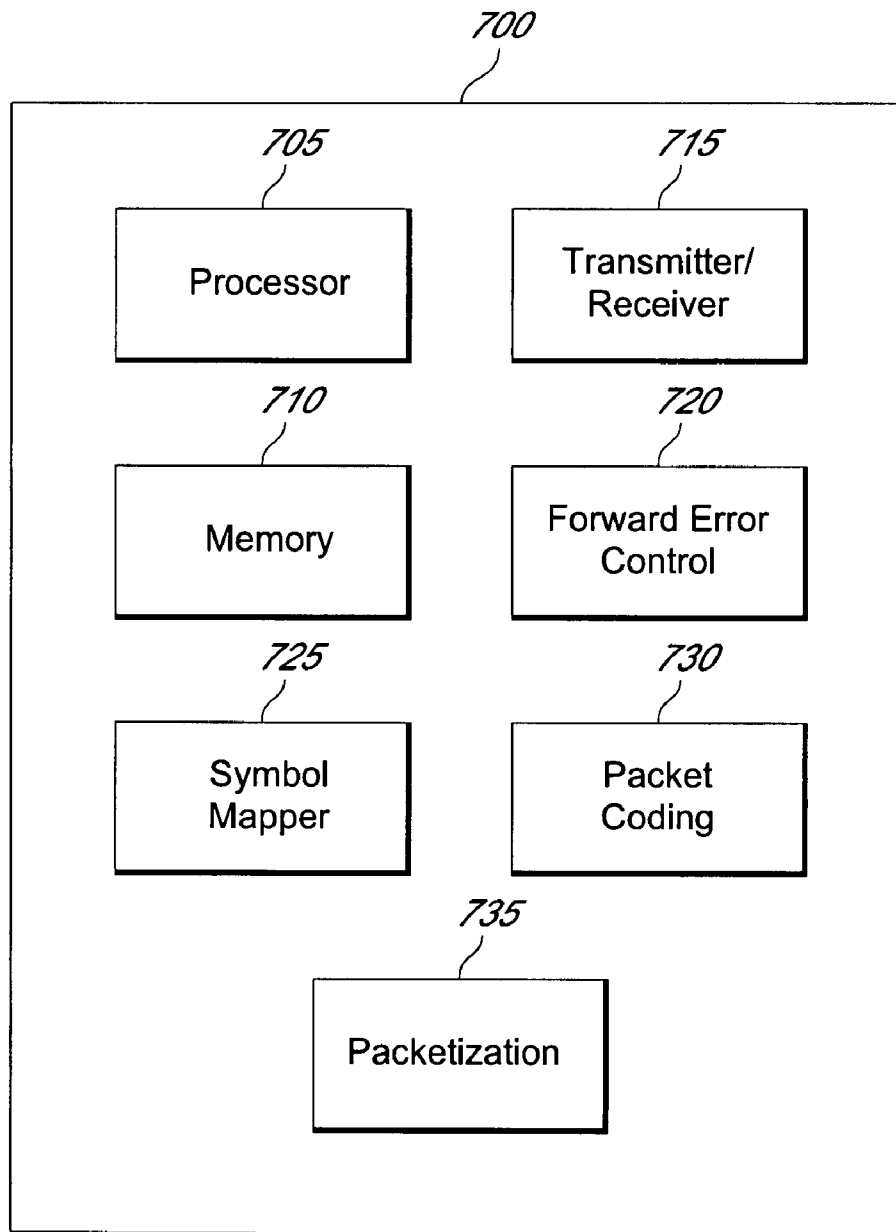 700
705
715
Processor
Transmitter/
Receiver
710
720
Memory
Forward Error
Control
725
730
Symbol
Mapper
Packet
Coding
735
Packetization